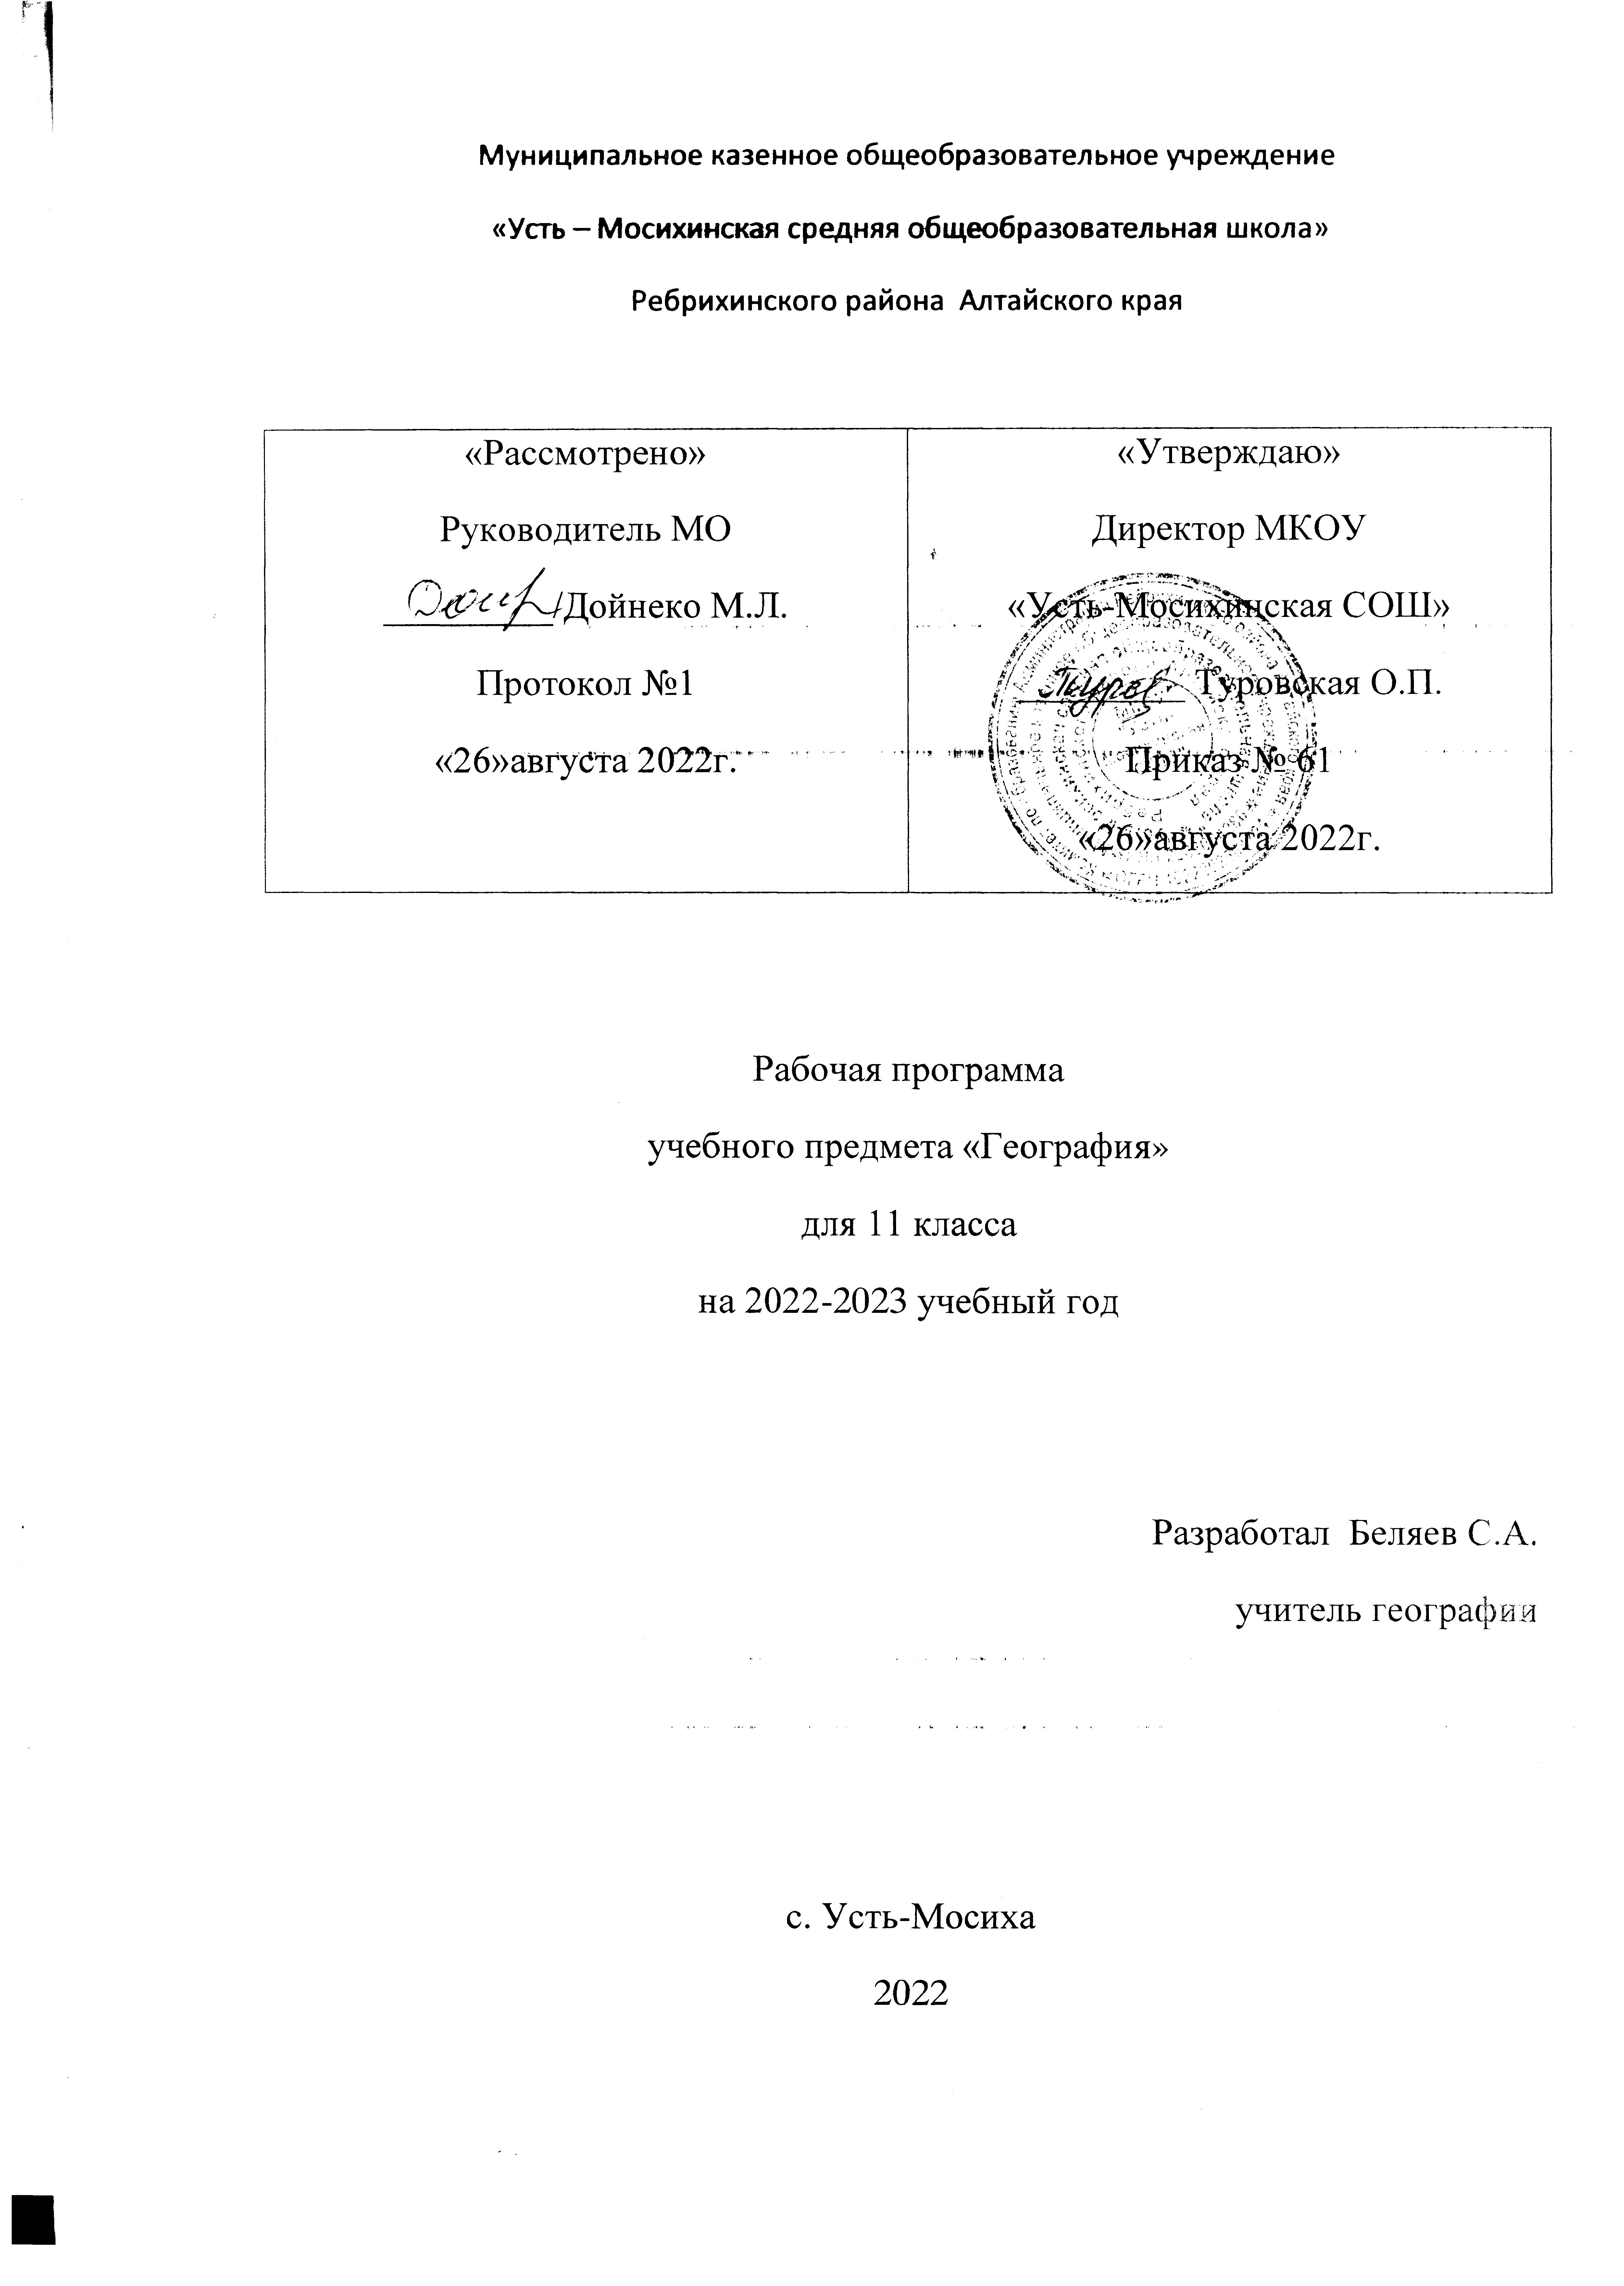 Муниципальное казенное общеобразовательное учреждение
«Усть – Мосихинская средняя общеобразовательная школа»
Ребрихинского района Алтайского края
«Рассмотрено»
Руководитель МО
/Дойнеко М.Л.
Протокол №1
«26»августа 2022г.
«Утверждаю»
Директор МКОУ
«Усть-Мосихинская СОШ»
Туровская О.П.
Приказ № 61
«26»августа 2022г.
Рабочая программа
учебного предмета «География»
для 11 класса
на 2022-2023 учебный год
Разработал Беляев С.А.
учитель географии
с. Усть-Мосиха
2022